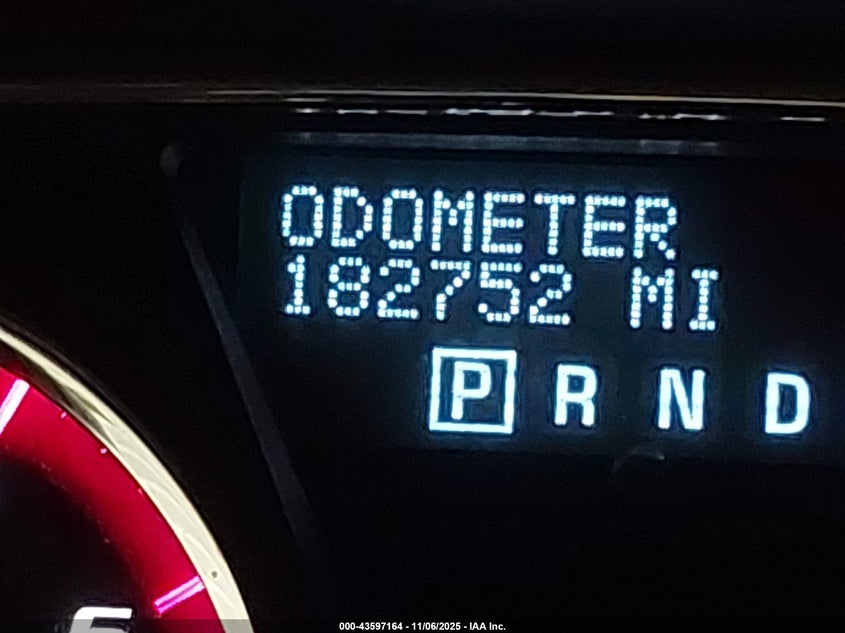 ODOMETER
182752 MI
P R N D
000-43597164 - 11/06/2025 - IAA Inc.